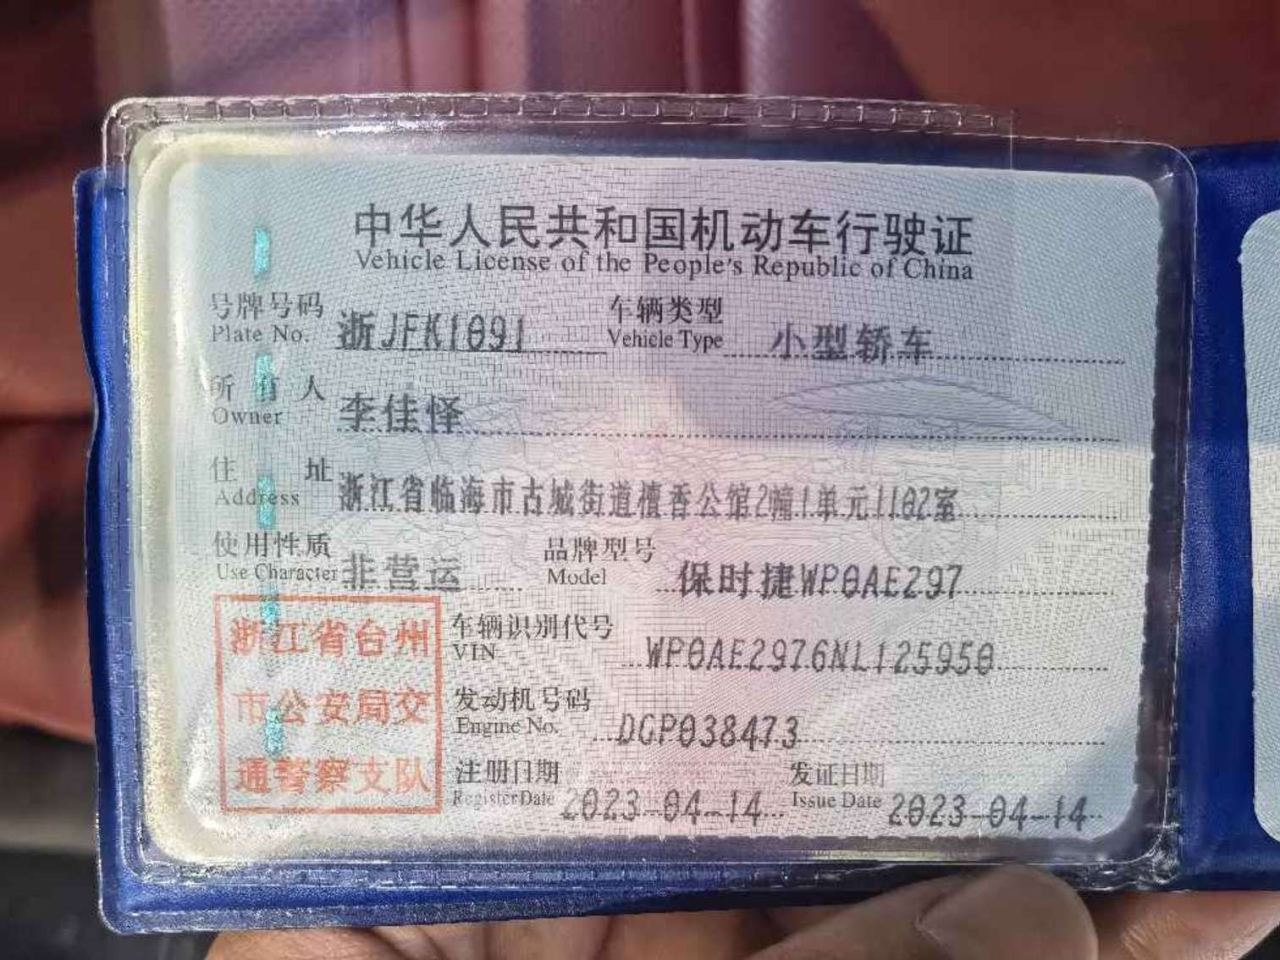 中华人民共和国机动车行驶证
Vehicle License of the People's Republic of China
号牌号码 浙JFK1091 车辆类型 小型轿车
Plate No. Vehicle Type
所有人 李佳怿
Owner
住址 浙江省临海市古城街道檀香公馆2幢1单元1102室
Address
使用性质 非营运 品牌型号 保时捷WP0AE297
Use Character Model
浙江省台州
市公安局交
通警察支队
车辆识别代号 WP0AE2976NL125950
VIN
发动机号码 DGP038473
Engine No.
注册日期 2023-04-14 发证日期 2023-04-14
Register Date Issue Date